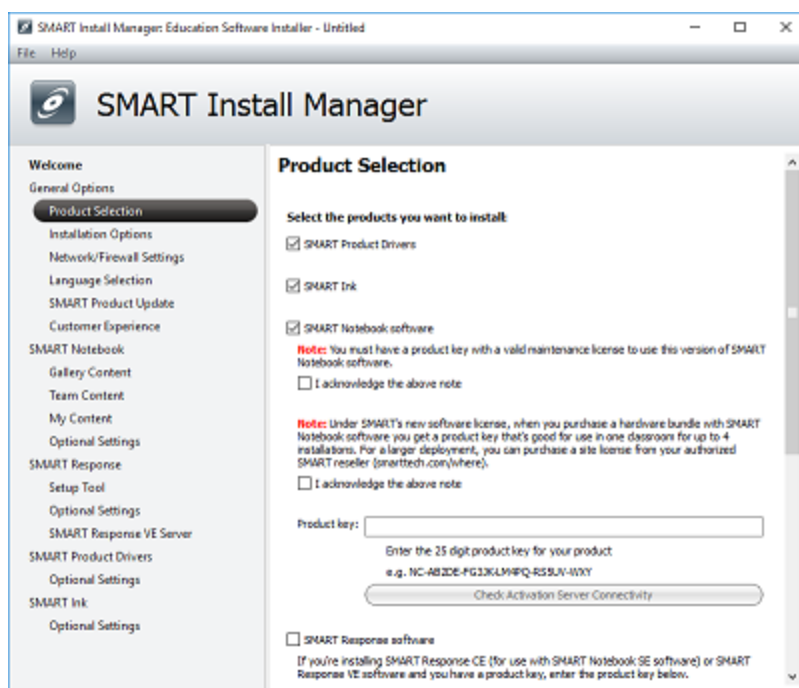 SMART Install Manager: Education Software Installer - Untitled
File Help
SMART Install Manager
Welcome
General Options
Product Selection
Installation Options
Network/Firewall Settings
Language Selection
SMART Product Update
Customer Experience
SMART Notebook
Gallery Content
Team Content
My Content
Optional Settings
SMART Response
Setup Tool
Optional Settings
SMART Response VE Server
SMART Product Drivers
Optional Settings
SMART Ink
Optional Settings
Product Selection
Select the products you want to install:
SMART Product Drivers
SMART Ink
SMART Notebook software
Note: You must have a product key with a valid maintenance license to use this version of SMART
Notebook software.
I acknowledge the above note
Note: Under SMART's new software license, when you purchase a hardware bundle with SMART
Notebook software you get a product key that's good for use in one classroom for up to 4
installations. For a larger deployment, you can purchase a site license from your authorized
SMART reseller (smarttech.com/where).
I acknowledge the above note
Product key:
Enter the 25 digit product key for your product
e.g.
Check Activation Server Connectivity
SMART Response software
If you're installing SMART Response CE (for use with SMART Notebook SE software) or SMART
Response VE software and you have a product key, enter the product key below.